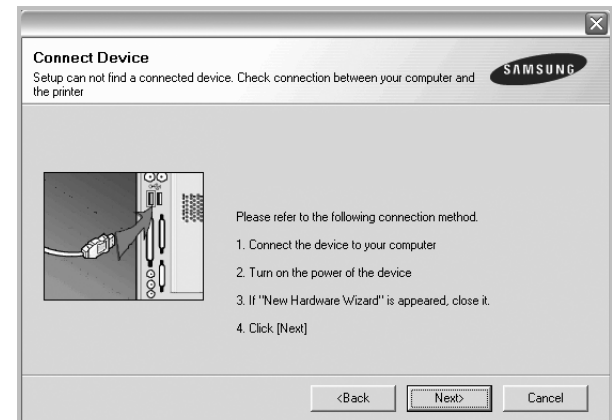 Connect Device
Setup can not find a connected device. Check connection between your computer and
the printer
SAMSUNG
Please refer to the following connection method.
1. Connect the device to your computer
2. Turn on the power of the device
3. If "New Hardware Wizard" is appeared, close it.
4. Click [Next]
<Back
Next>
Cancel